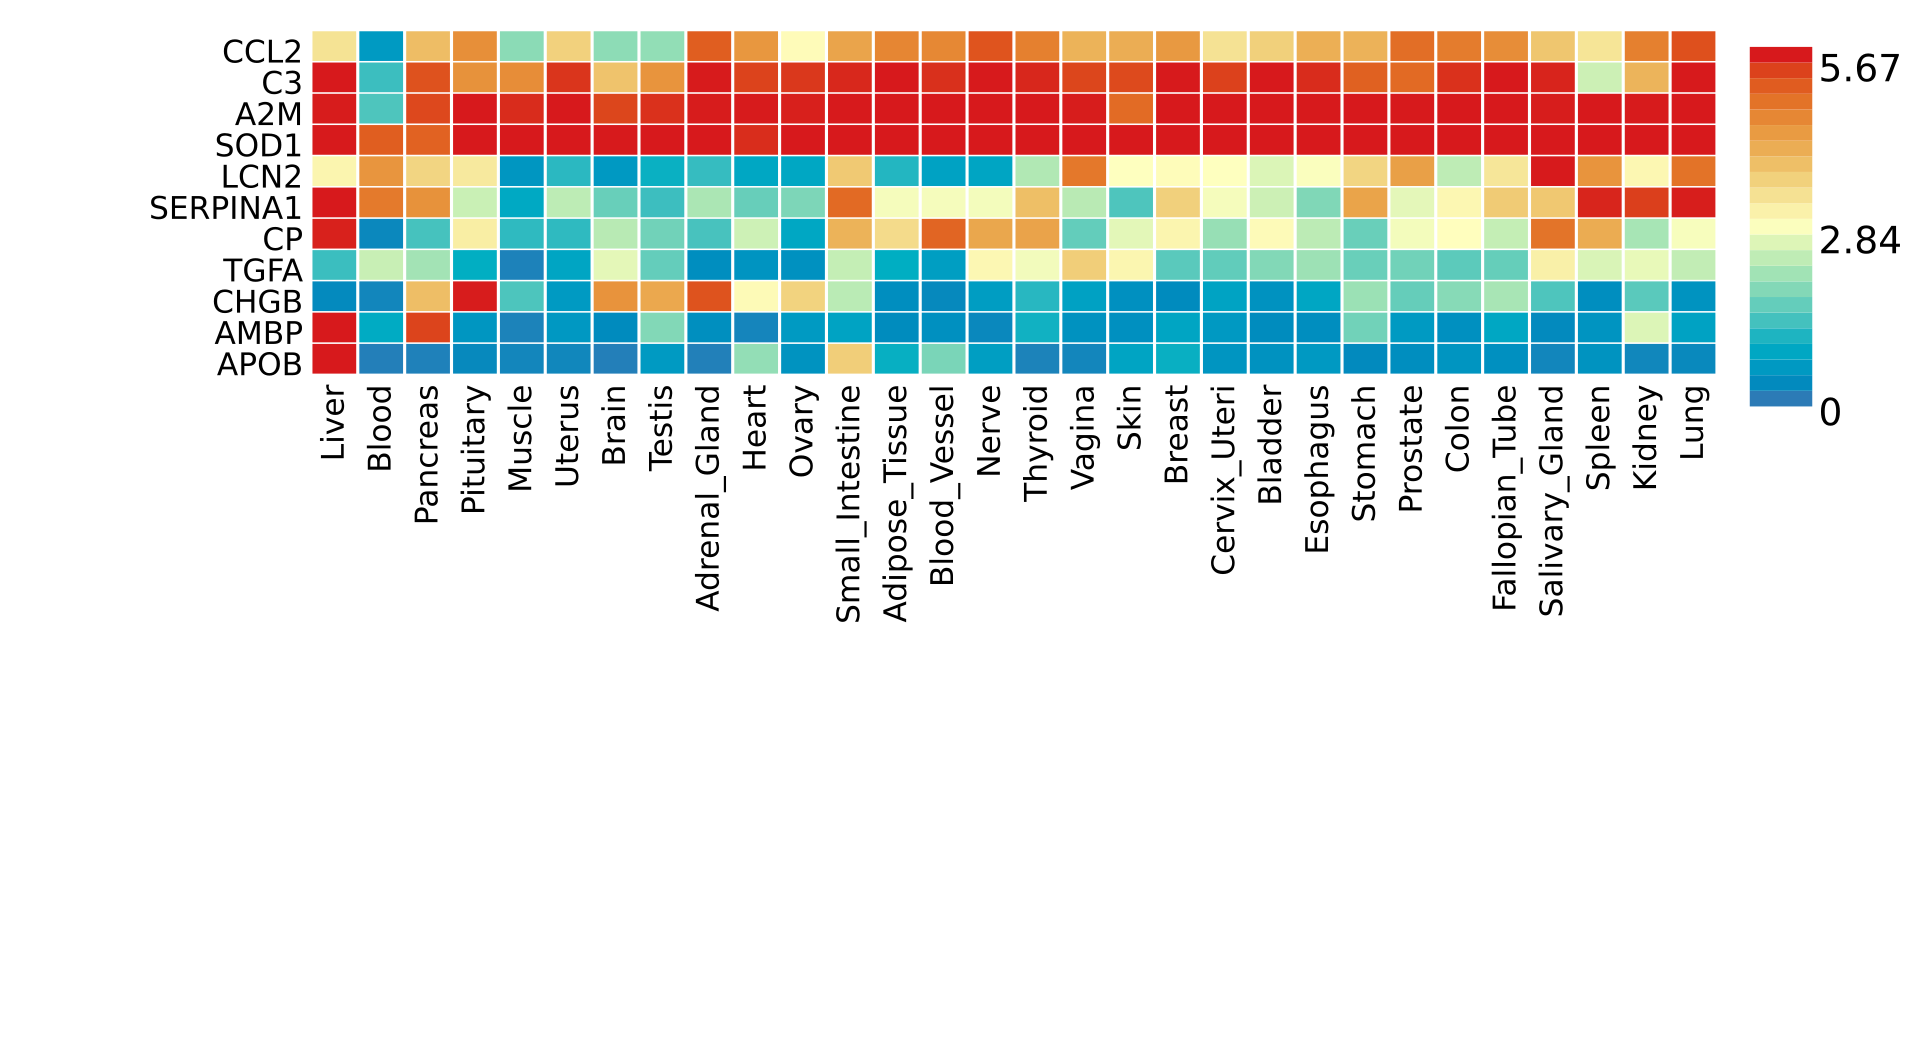 CCL2
C3
A2M
SOD1
LCN2
SERPINA1
CP
TGFA
CHGB
AMBP
APOB
5.67
2.84
0
Liver
Blood
Pancreas
Pituitary
Muscle
Uterus
Brain
Testis
Adrenal_Gland
Heart
Ovary
Small_Intestine
Adipose_Tissue
Blood_Vessel
Nerve
Thyroid
Vagina
Skin
Breast
Cervix_Uteri
Bladder
Esophagus
Stomach
Prostate
Colon
Fallopian_Tube
Salivary_Gland
Spleen
Kidney
Lung